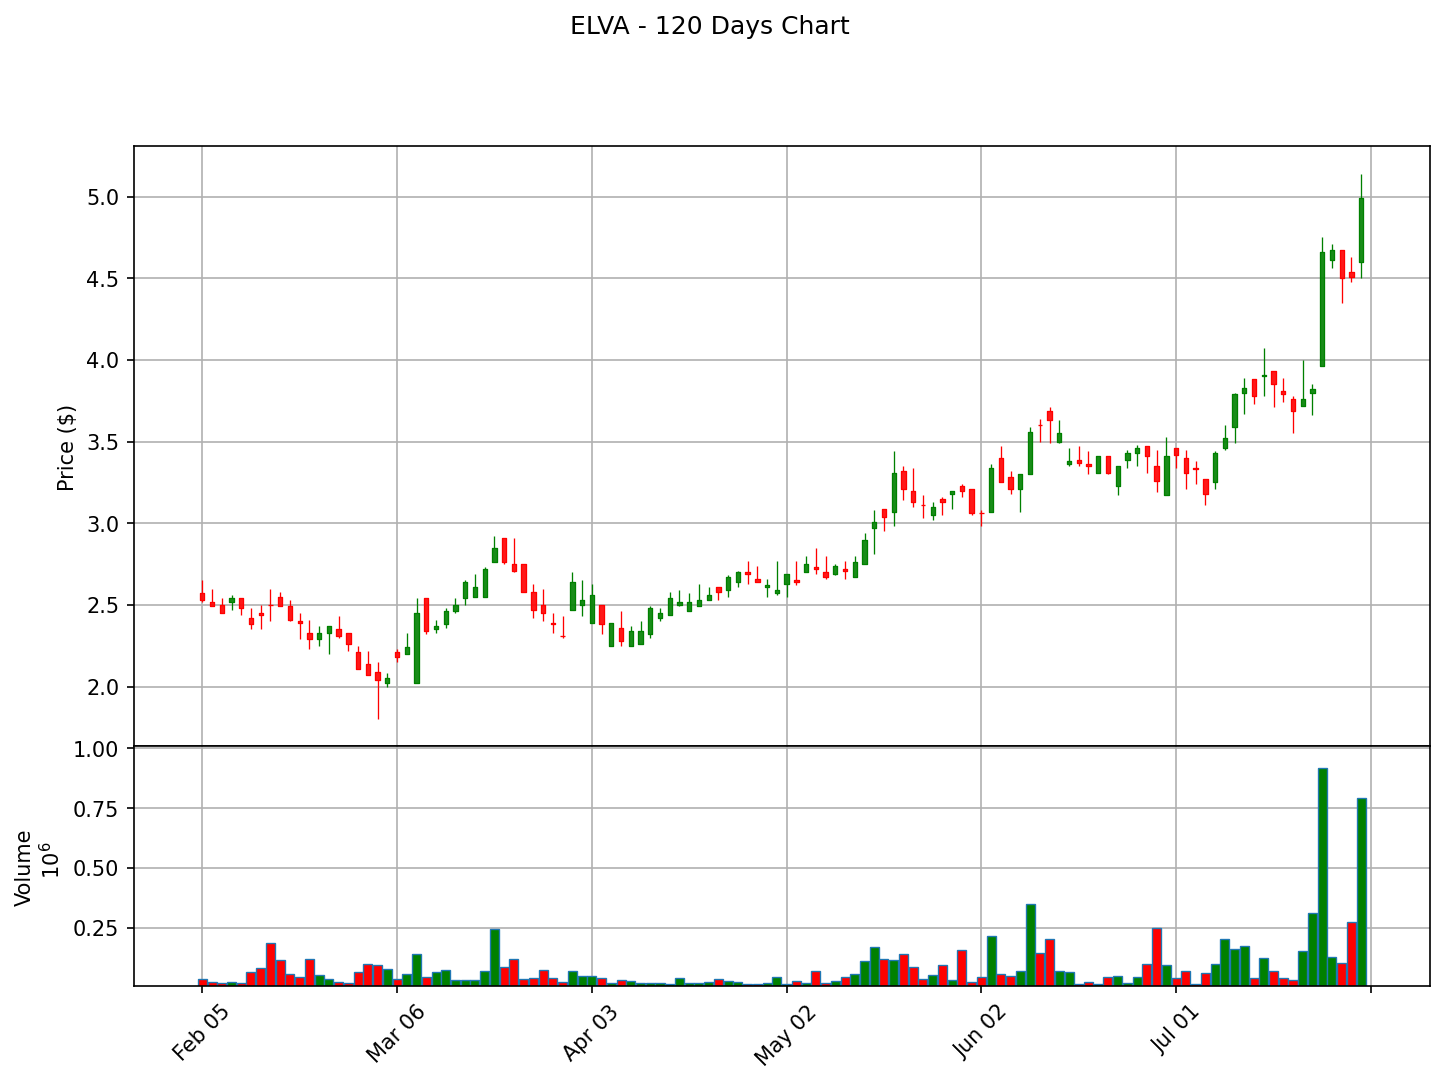 ELVA - 120 Days Chart
Price ($)
5.0
4.5
4.0
3.5
3.0
2.5
2.0
Volume
10⁶
1.00
0.75
0.50
0.25
Feb 05
Mar 06
Apr 03
May 02
Jun 02
Jul 01